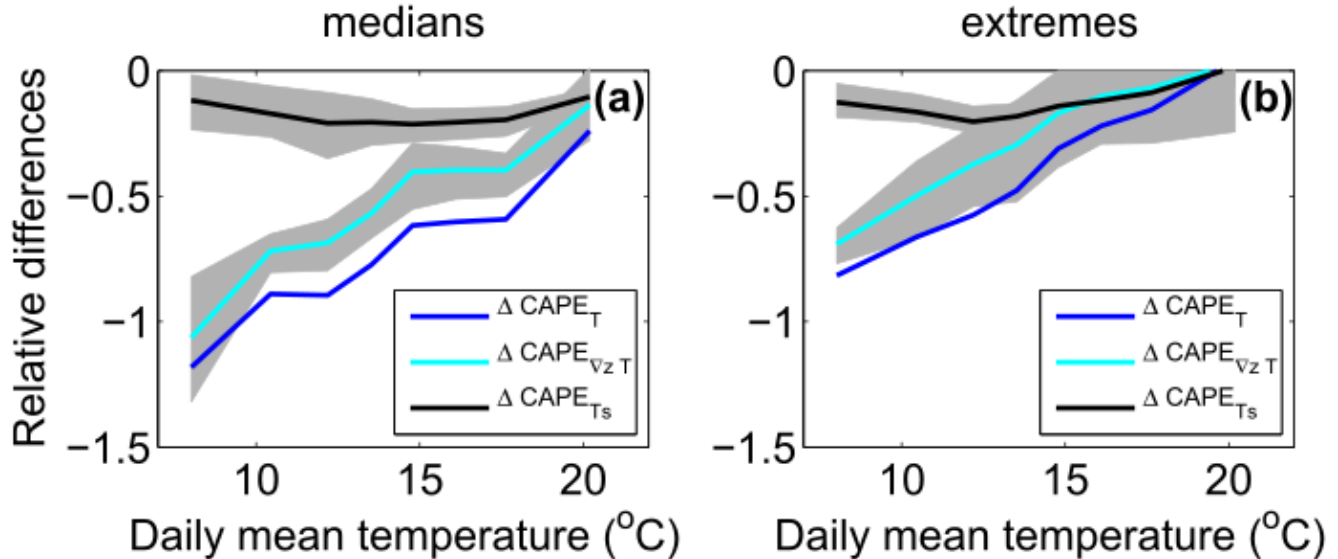 medians
extremes
Relative differences
0
−0.5
−1
−1.5
(a)
Δ CAPE_T
Δ CAPE_∇z T
Δ CAPE_Ts
10
15
20
Daily mean temperature (°C)
0
−0.5
−1
−1.5
(b)
Δ CAPE_T
Δ CAPE_∇z T
Δ CAPE_Ts
10
15
20
Daily mean temperature (°C)